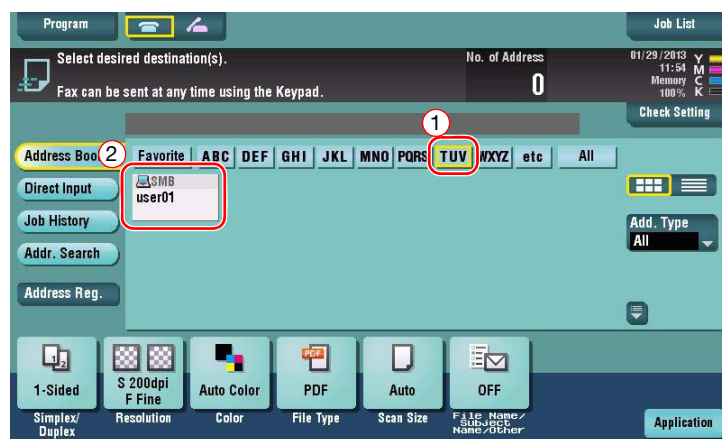 Program
Job List
Select desired destination(s).
No. of Address
01/29/2013
Y
11:54
M
Memory
C
100%
K
Fax can be sent at any time using the Keypad.
0
Check Setting
1
Address Boo
2
Favorite ABC DEF GHI JKL MNO PQRS TUV WXYZ etc All
SMB
user01
Direct Input
Job History
Add. Type
All
Addr. Search
Address Reg.
1 2
PDF
1-Sided
S 200dpi
F Fine
Auto Color
PDF
Auto
OFF
Simplex/
Duplex
Resolution
Color
File Type
Scan Size
File Name/
Subject
Name/Other
Application